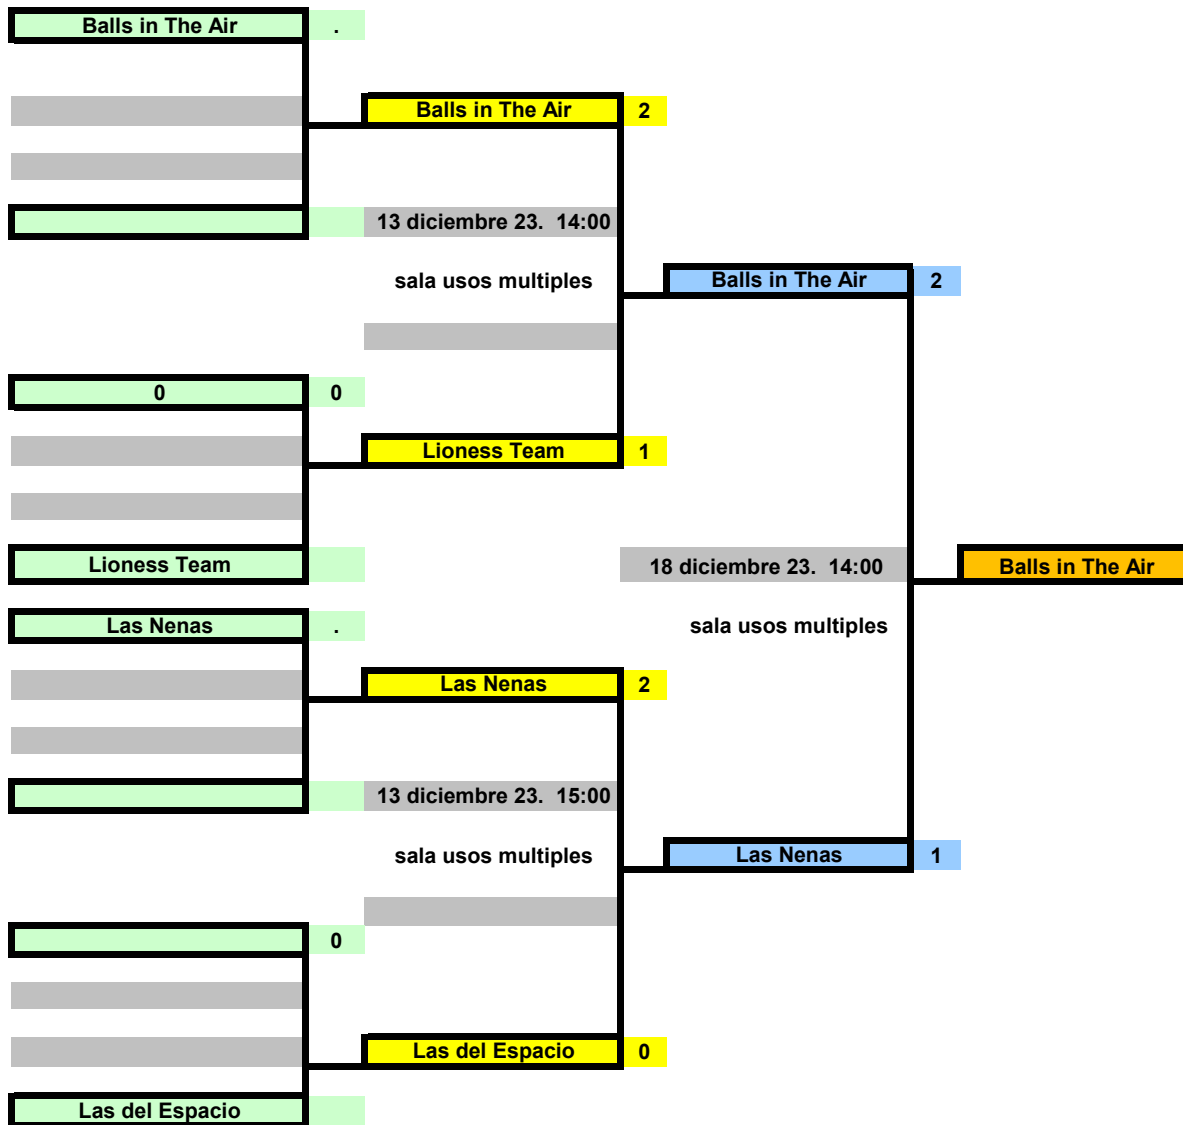 Balls in The Air .
Balls in The Air 2
13 diciembre 23. 14:00
sala usos multiples
Balls in The Air 2
0 0
Lioness Team 1
Lioness Team
18 diciembre 23. 14:00
Balls in The Air
Las Nenas .
sala usos multiples
Las Nenas 2
13 diciembre 23. 15:00
sala usos multiples
Las Nenas 1
0
Las del Espacio 0
Las del Espacio